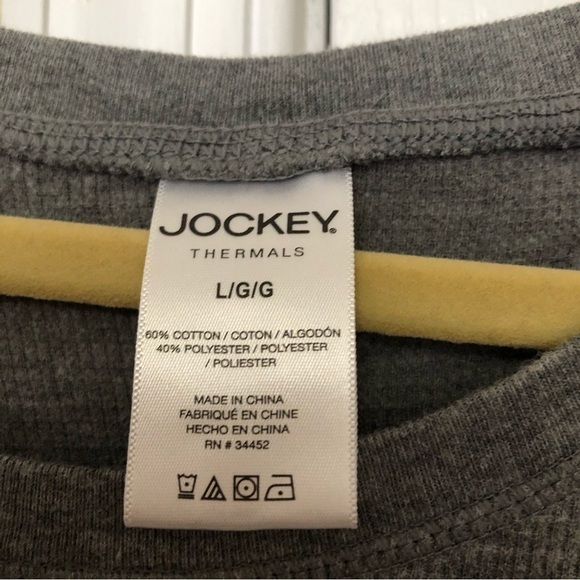 JOCKEY®
THERMALS
L/G/G
60% COTTON / COTON / ALGODÓN
40% POLYESTER / POLYESTER
/ POLIESTER
MADE IN CHINA
FABRIQUÉ EN CHINE
HECHO EN CHINA
RN # 34452